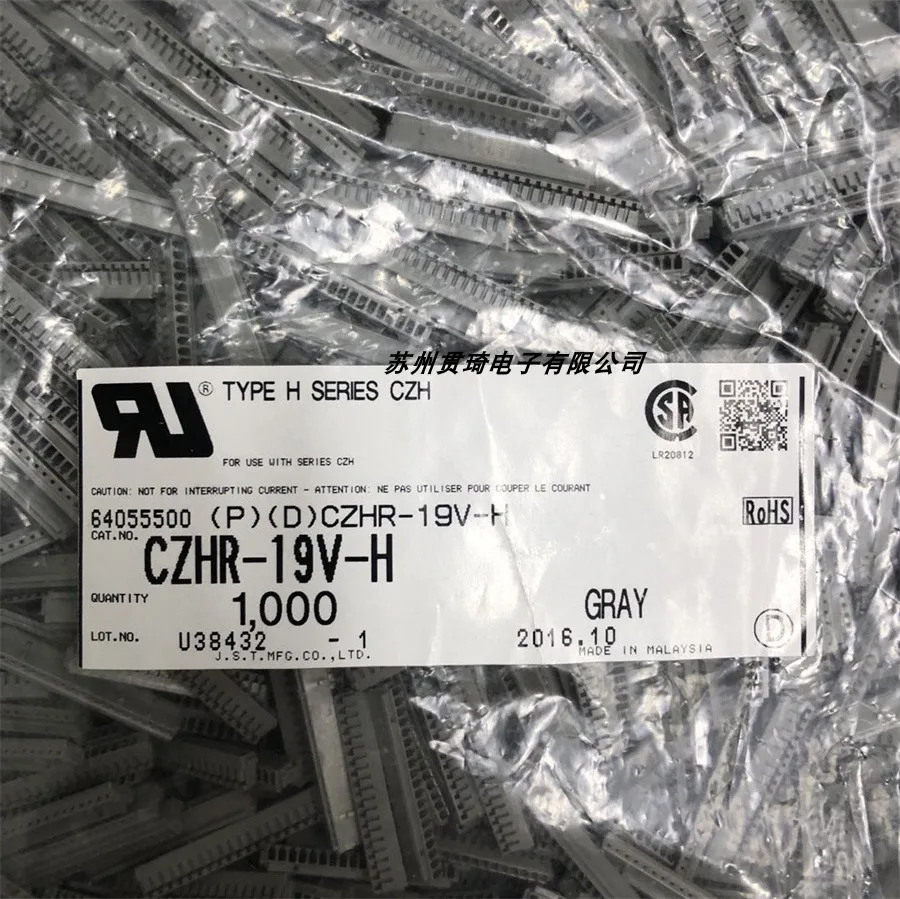 苏州贯琦电子有限公司
® TYPE H SERIES CZH
FOR USE WITH SERIES CZH
LR20812
CAUTION: NOT FOR INTERRUPTING CURRENT - ATTENTION: NE PAS UTILISER POUR COUPER LE COURANT
64055500 (P)(D)CZHR-19V-H
RoHS
CAT.NO. CZHR-19V-H
QUANTITY 1,000 GRAY
LOT.NO. U38432 -1 2016.10 D
J.S.T.MFG.CO.,LTD. MADE IN MALAYSIA